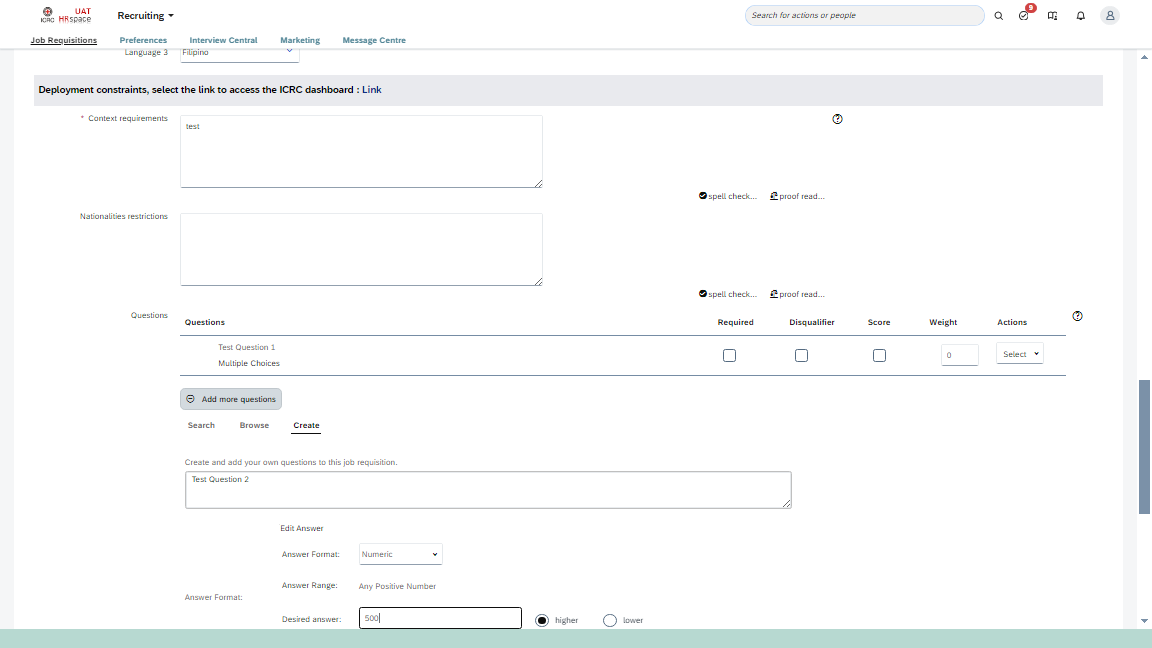 UAT
ICRC HRspace
Recruiting
Search for actions or people
9
Job Requisitions
Preferences
Interview Central
Marketing
Message Centre
Language 3
Filipino
Deployment constraints, select the link to access the ICRC dashboard : Link
* Context requirements
test
spell check...
proof read...
Nationalities restrictions
spell check...
proof read...
Questions
Questions Required Disqualifier Score Weight Actions
Test Question 1
Multiple Choices
0
Select
Add more questions
Search Browse Create
Create and add your own questions to this job requisition.
Test Question 2
Edit Answer
Answer Format: Numeric
Answer Range: Any Positive Number
Answer Format:
Desired answer: 500 higher lower